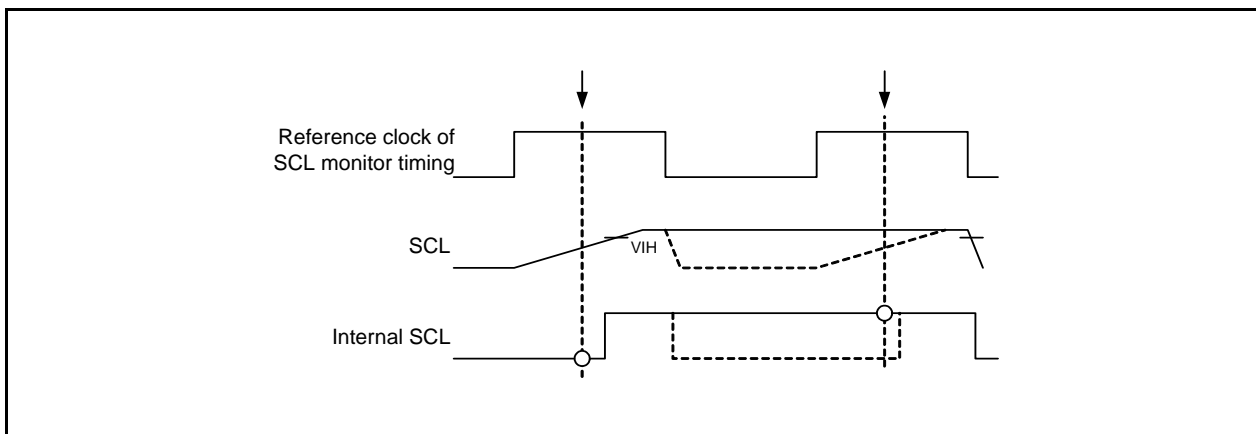 Reference clock of
SCL monitor timing
SCL
VIH
Internal SCL